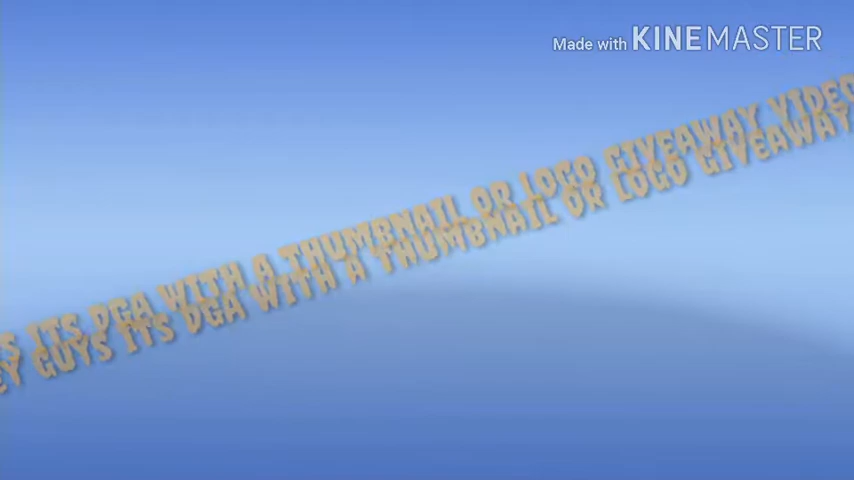 Made with KINEMASTER
S ITS DGA WITH A THUMBNAIL OR LOGO GIVEAWAY VIDEO
EY GUYS ITS DGA WITH A THUMBNAIL OR LOGO GIVEAWAY